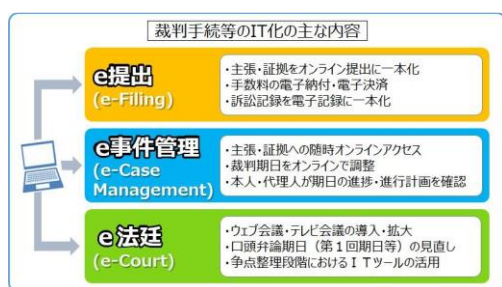 裁判手続等のIT化の主な内容
e提出
(e-Filing)
・主張・証拠をオンライン提出に一本化
・手数料の電子納付・電子決済
・訴訟記録を電子記録に一本化
e事件管理
(e-Case
Management)
・主張・証拠への随時オンラインアクセス
・裁判期日をオンラインで調整
・本人・代理人が期日の進捗・進行計画を確認
e法廷
(e-Court)
・ウェブ会議・テレビ会議の導入・拡大
・口頭弁論期日（第１回期日等）の見直し
・争点整理段階におけるＩＴツールの活用